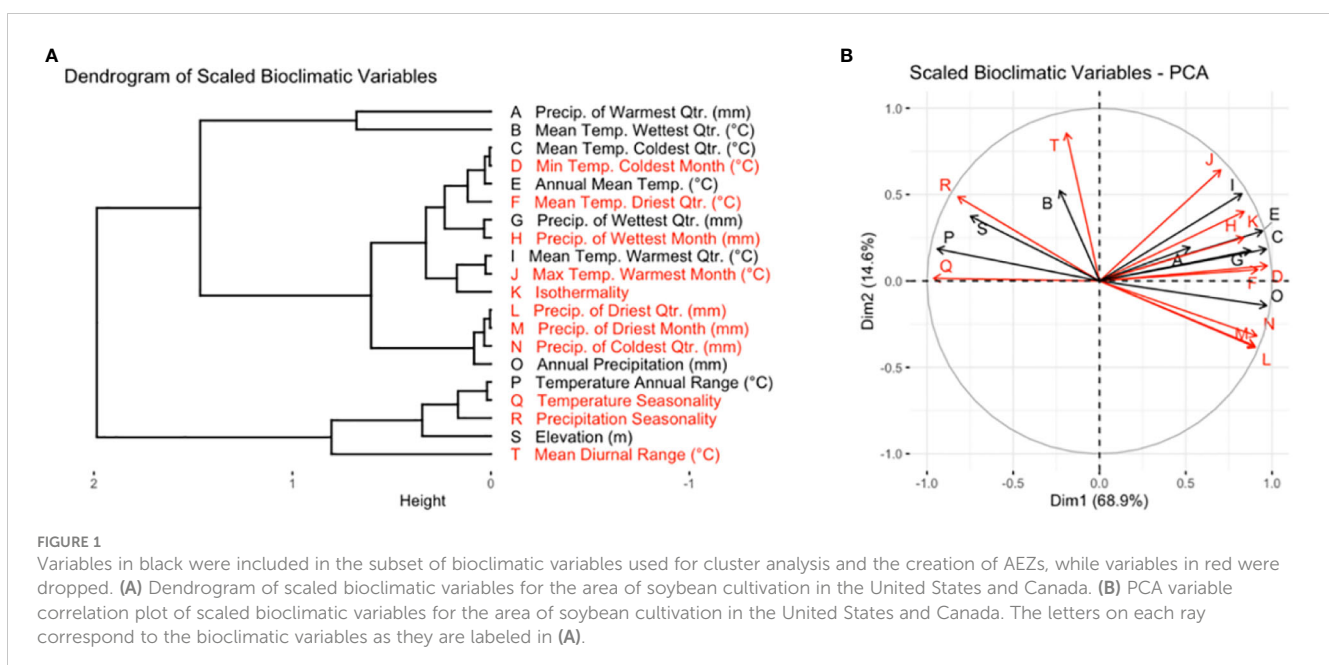 A
Dendrogram of Scaled Bioclimatic Variables
A Precip. of Warmest Qtr. (mm)
B Mean Temp. Wettest Qtr. (°C)
C Mean Temp. Coldest Qtr. (°C)
D Min Temp. Coldest Month (°C)
E Annual Mean Temp. (°C)
F Mean Temp. Driest Qtr. (°C)
G Precip. of Wettest Qtr. (mm)
H Precip. of Wettest Month (mm)
I Mean Temp. Warmest Qtr. (°C)
J Max Temp. Warmest Month (°C)
K Isothermality
L Precip. of Driest Qtr. (mm)
M Precip. of Driest Month (mm)
N Precip. of Coldest Qtr. (mm)
O Annual Precipitation (mm)
P Temperature Annual Range (°C)
Q Temperature Seasonality
R Precipitation Seasonality
S Elevation (m)
T Mean Diurnal Range (°C)
2 1 0 -1
Height
B
Scaled Bioclimatic Variables - PCA
1.0
0.5
0.0
-0.5
-1.0
Dim2 (14.6%)
T
J
R
I
B
S
H
K
E
P
A
G
C
Q
F
D
O
M
N
L
-1.0 -0.5 0.0 0.5 1.0
Dim1 (68.9%)
FIGURE 1
Variables in black were included in the subset of bioclimatic variables used for cluster analysis and the creation of AEZs, while variables in red were
dropped. (A) Dendrogram of scaled bioclimatic variables for the area of soybean cultivation in the United States and Canada. (B) PCA variable
correlation plot of scaled bioclimatic variables for the area of soybean cultivation in the United States and Canada. The letters on each ray
correspond to the bioclimatic variables as they are labeled in (A).